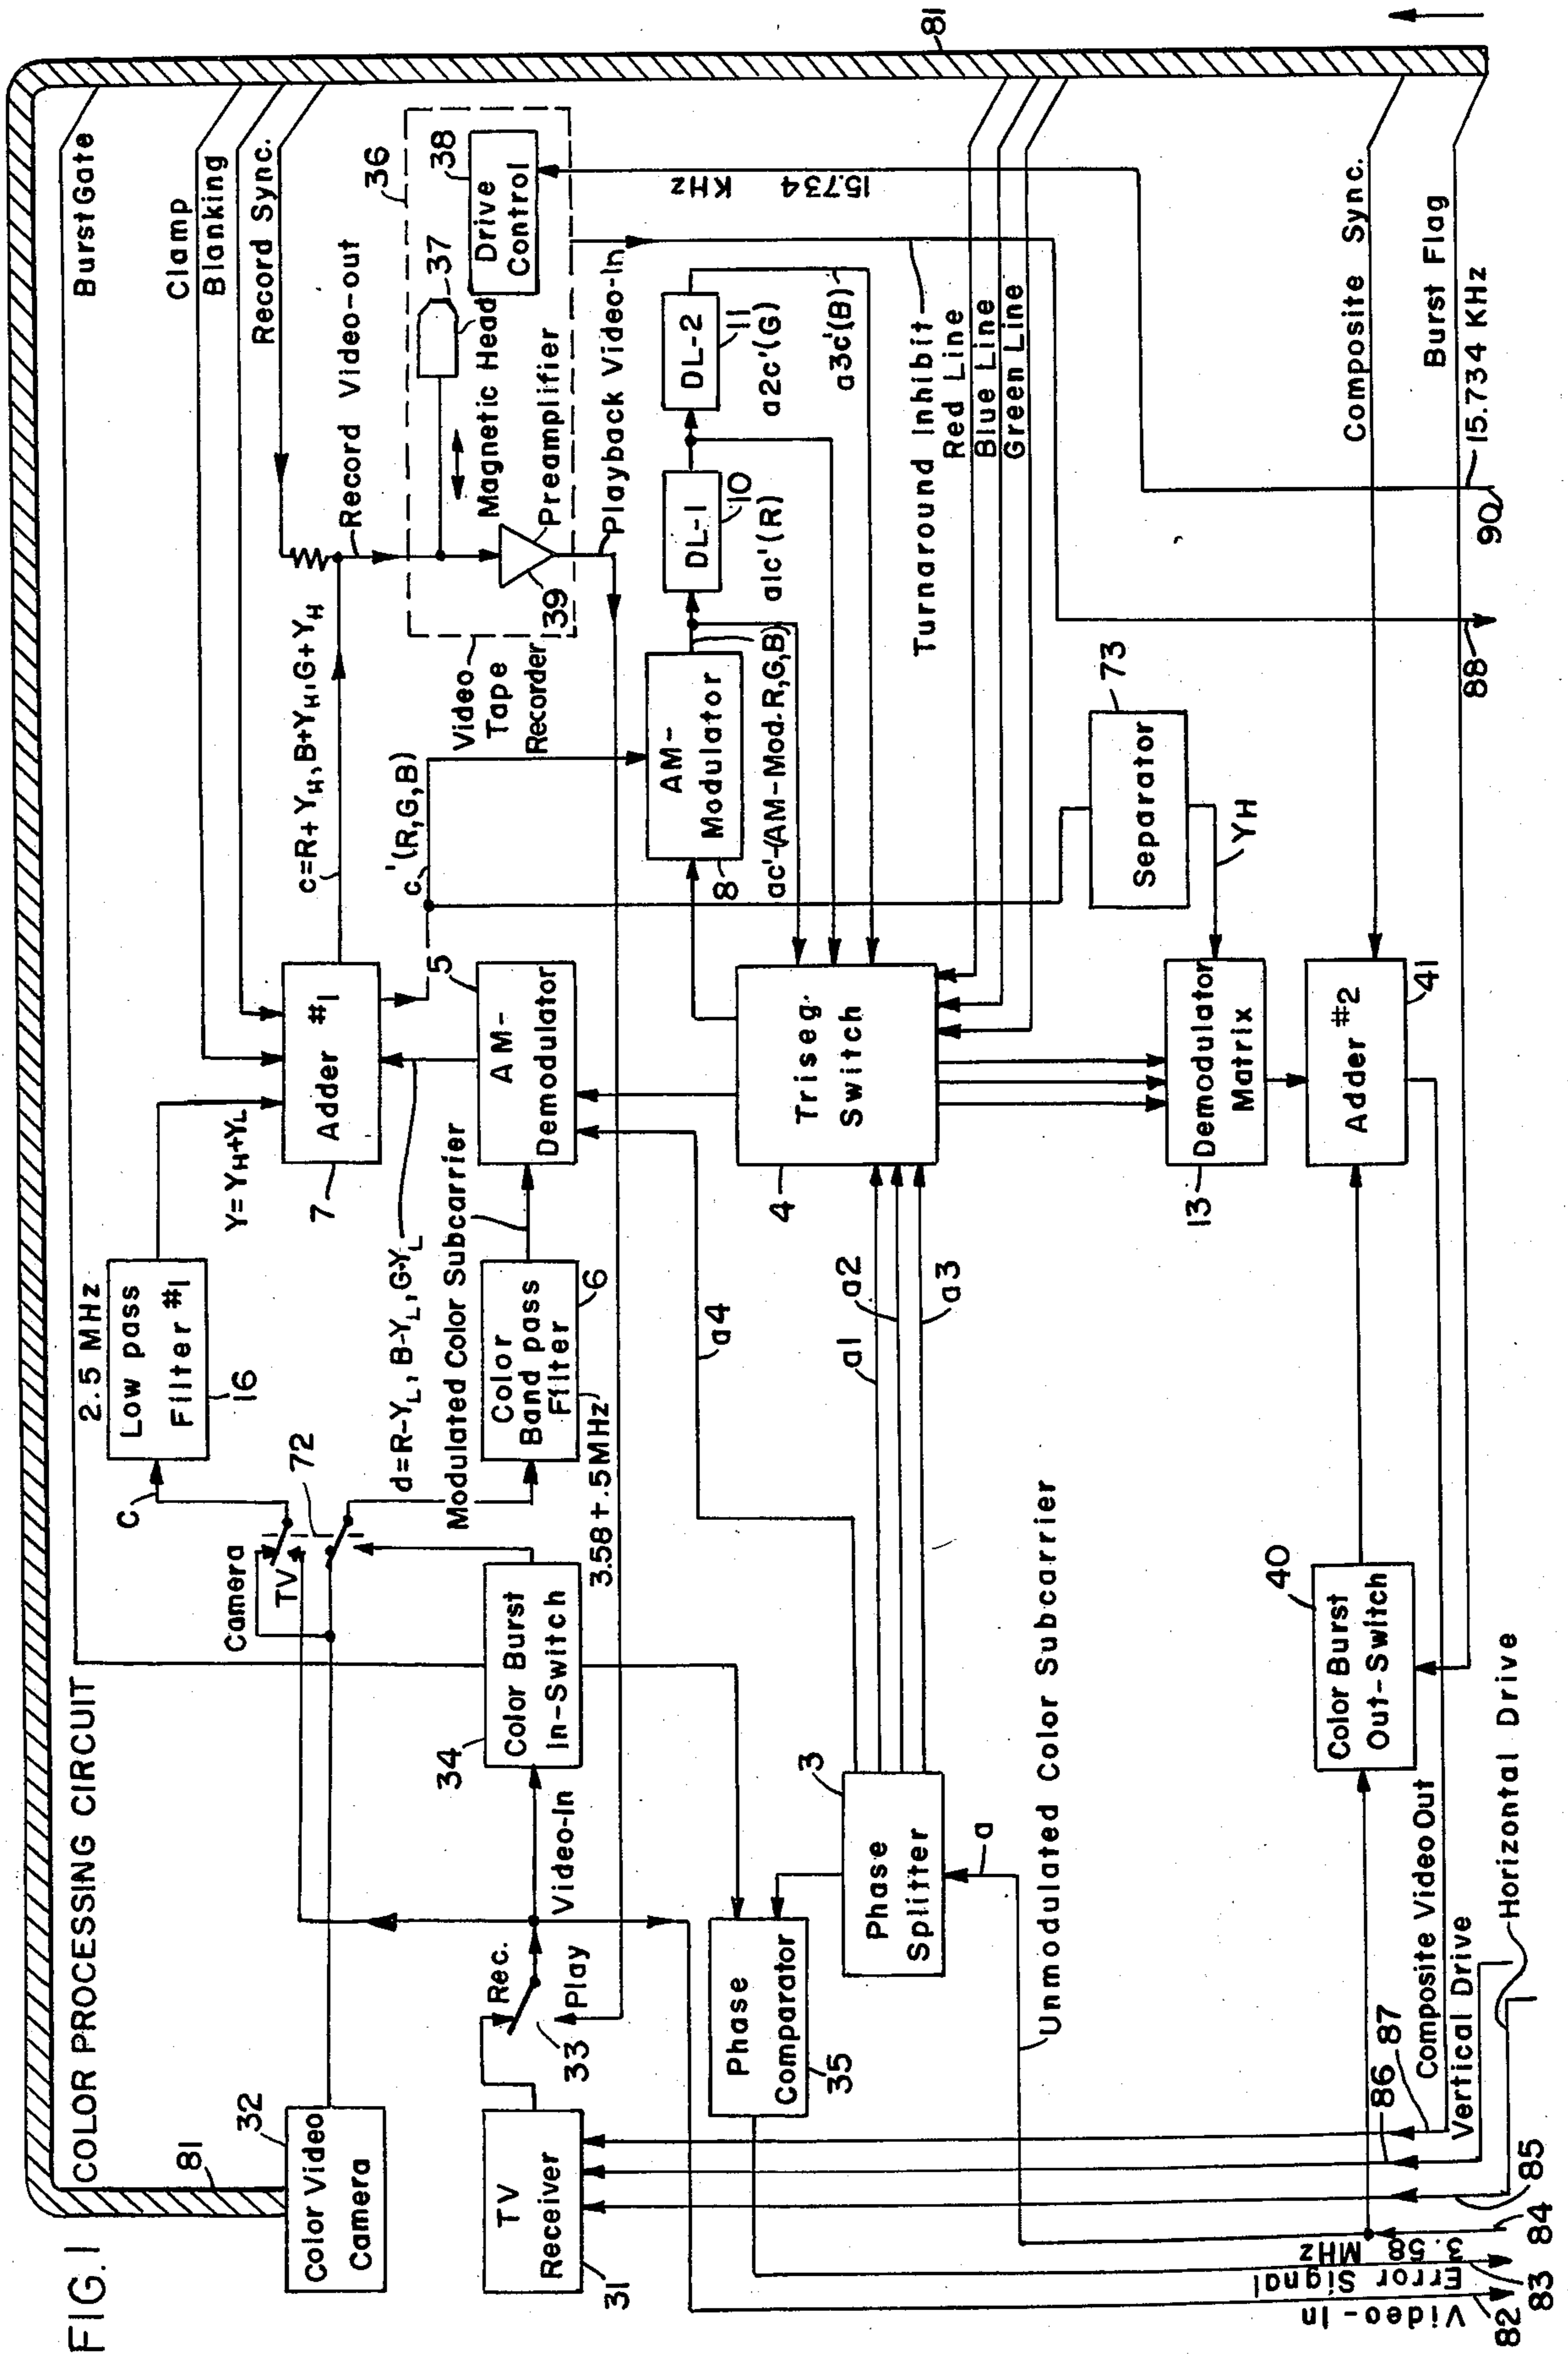 FIG. 1
COLOR PROCESSING CIRCUIT
81
Color Video
Camera
32
TV
Receiver
31
Rec.
Play
33
Video-In
Color Burst
In-Switch
34
Camera
TV
72
C
2.5 MHz
Low pass
Filter #1
16
Y=YH+YL
d=R-YL, B-YL, G-YL
Modulated Color Subcarrier
Color
Band pass
Filter
6
3.58+.5MHz
Adder #1
7
AM-
Demodulator
5
Burst Gate
Clamp
Blanking
Record Sync.
c=R+YH, B+YH, G+YH
Record Video-out
c'(R,G,B)
36
37
Magnetic Head
38
Drive
Control
Preamplifier
39
Video
Tape
Recorder
Playback Video-In
15.734 KHz
81
Phase
Comparator
35
Phase
Splitter
3
a
Unmodulated Color Subcarrier
a4
a1
a2
a3
Triseg.
Switch
4
AM-
Modulator
8
ac'-(AM-Mod. R,G,B)
DL-1
10
a1c'(R)
DL-2
11
a2c'(G)
a3c'(B)
Turnaround Inhibit
Red Line
Blue Line
Green Line
Separator
73
YH
Demodulator
Matrix
13
Adder #2
41
Color Burst
Out-Switch
40
Composite Sync.
Burst Flag
15.734 KHz
90
88
Composite Video Out
Vertical Drive
Horizontal Drive
87
86
85
84
3.58 MHz
83
Error Signal
82
Video-In